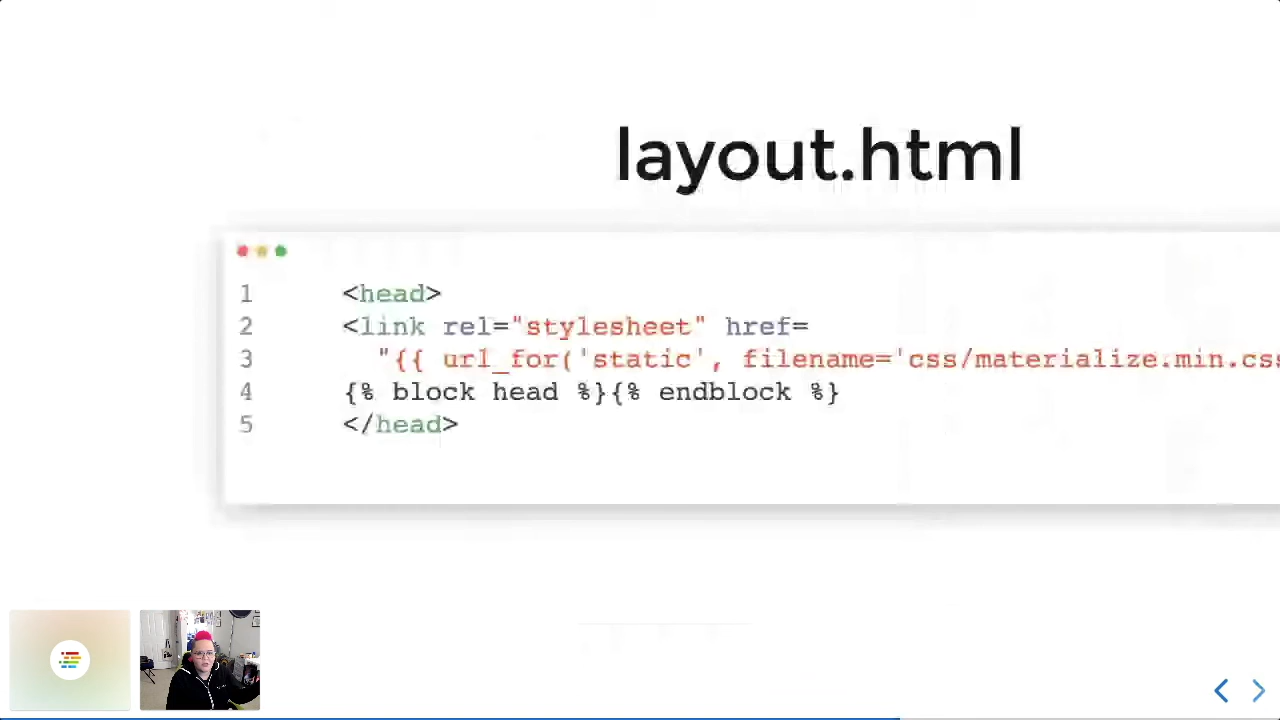 layout.html
1 <head>
2 <link rel="stylesheet" href=
3 "{{ url_for('static', filename='css/materialize.min.cs
4 {% block head %}{% endblock %}
5 </head>